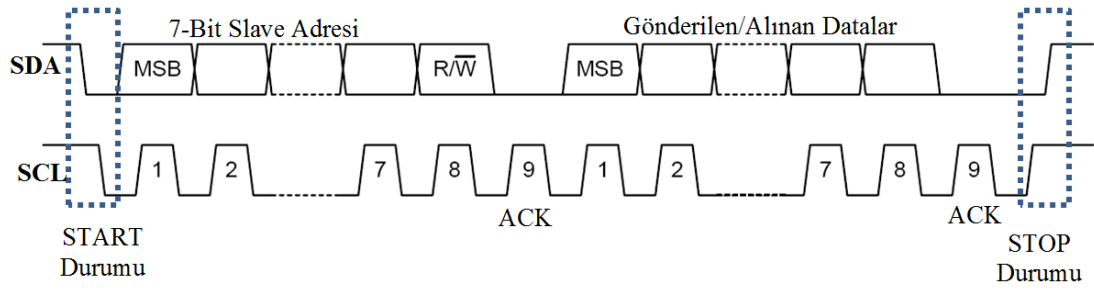 7-Bit Slave Adresi
Gönderilen/Alınan Datalar
SDA
MSB
R/W̅
MSB
SCL
1
2
7
8
9
1
2
7
8
9
ACK
ACK
START
Durumu
STOP
Durumu